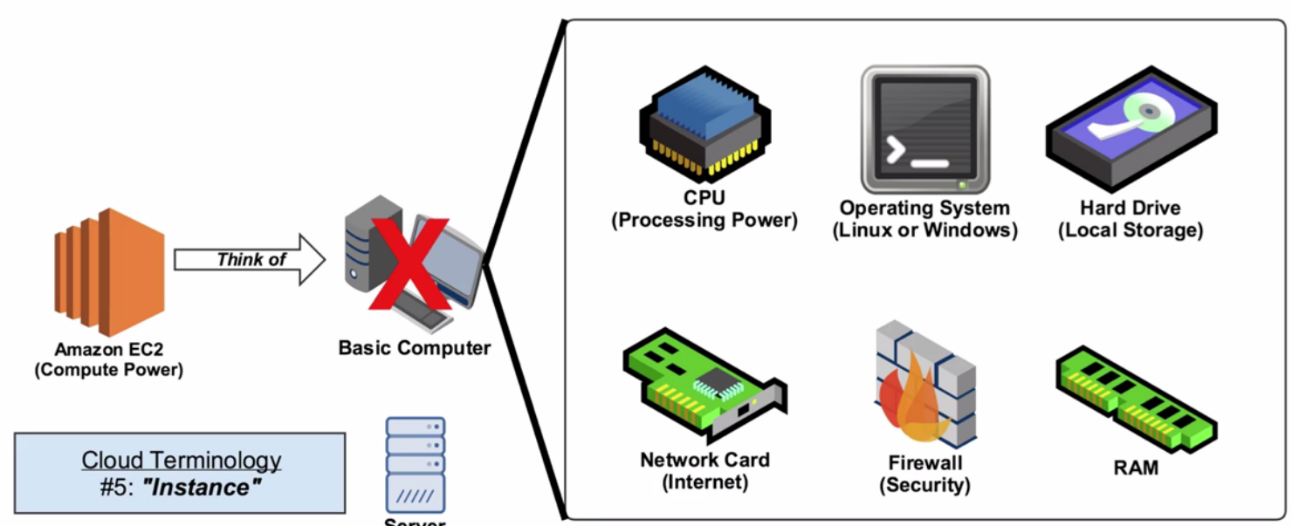 Amazon EC2
(Compute Power)
Think of
Basic Computer
Cloud Terminology
#5: "Instance"
Server
CPU
(Processing Power)
Operating System
(Linux or Windows)
Hard Drive
(Local Storage)
Network Card
(Internet)
Firewall
(Security)
RAM